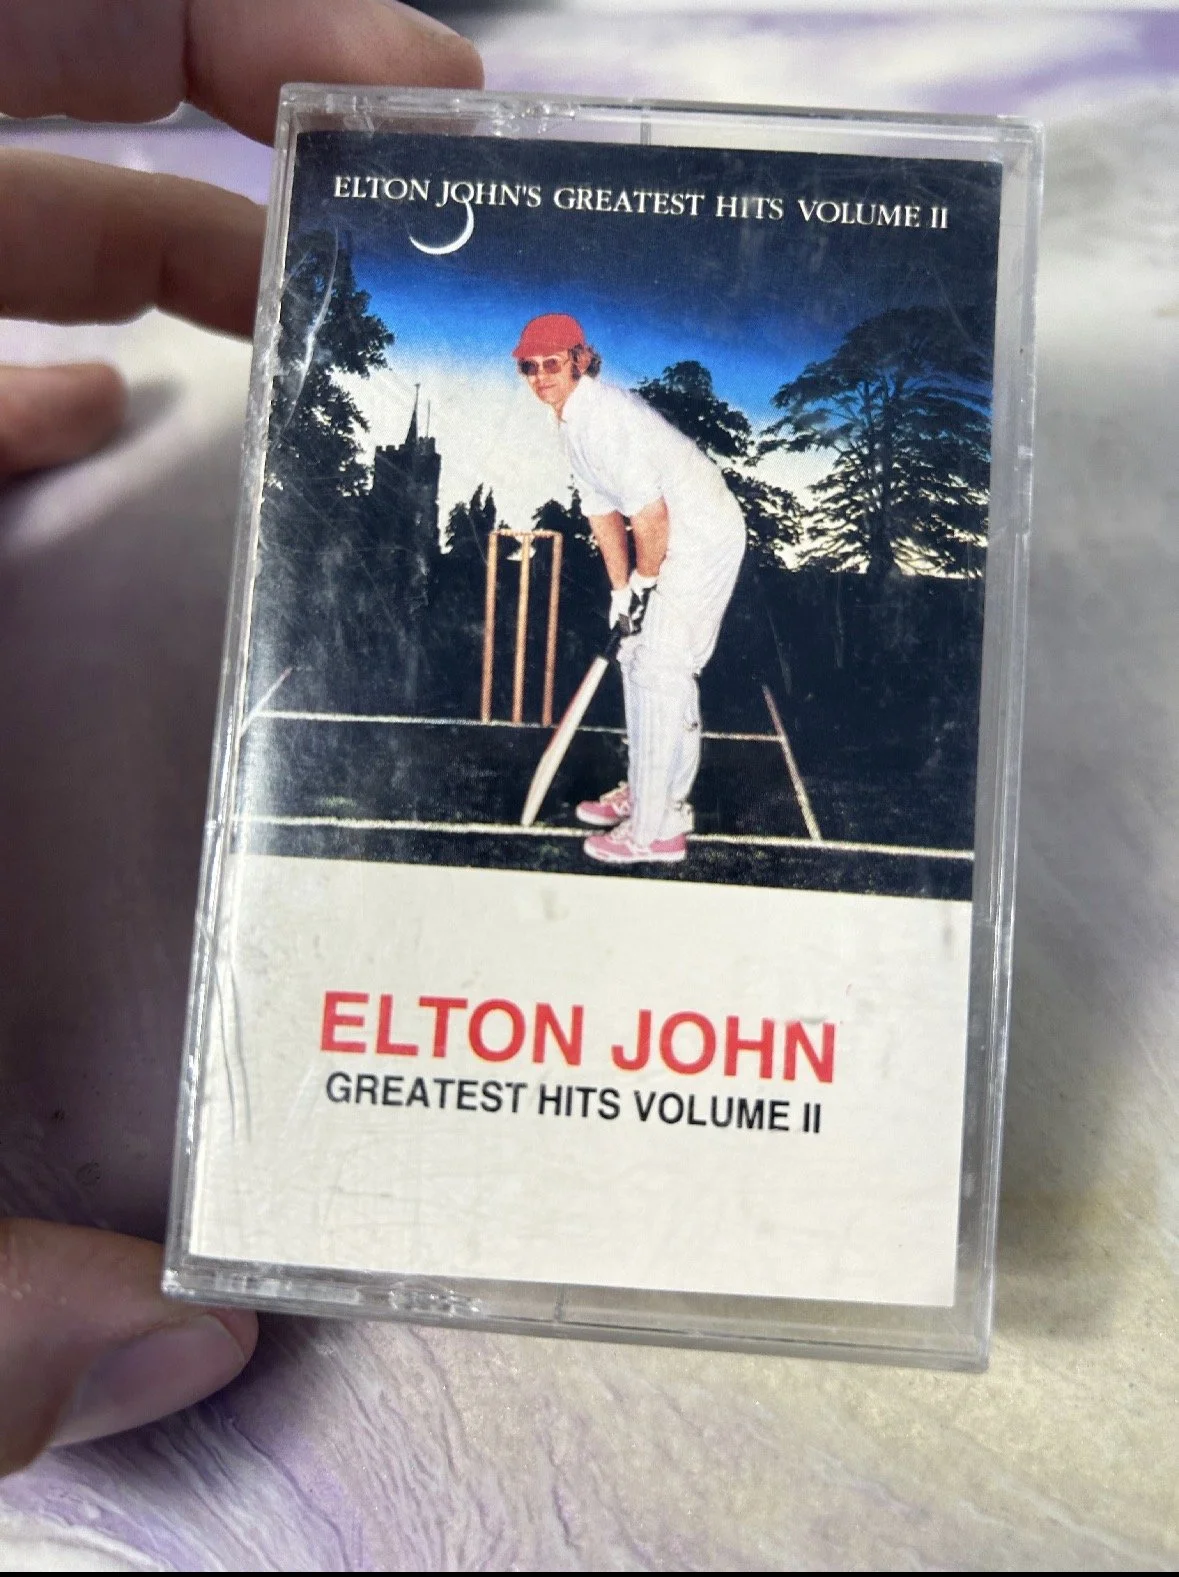 ELTON JOHN'S GREATEST HITS VOLUME II
ELTON JOHN
GREATEST HITS VOLUME II